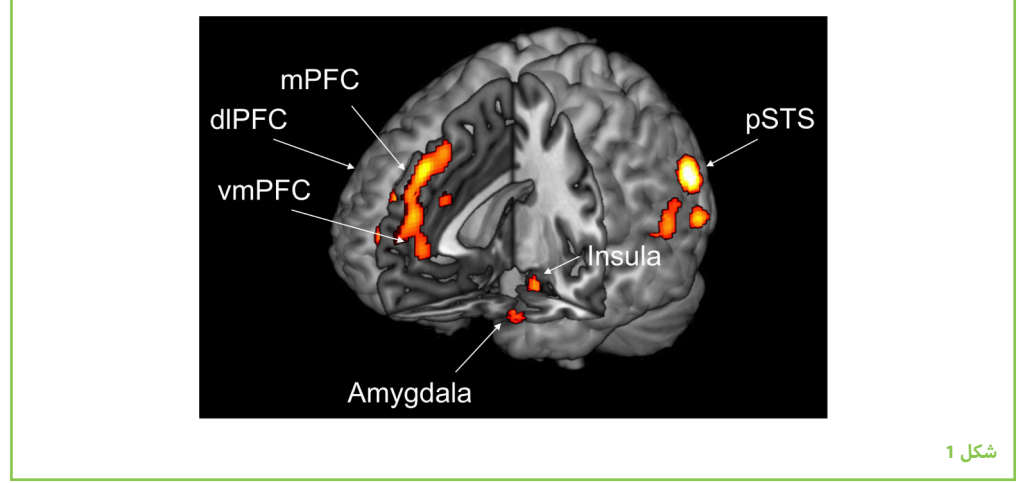 mPFC
dlPFC
pSTS
vmPFC
Insula
Amygdala
شكل 1